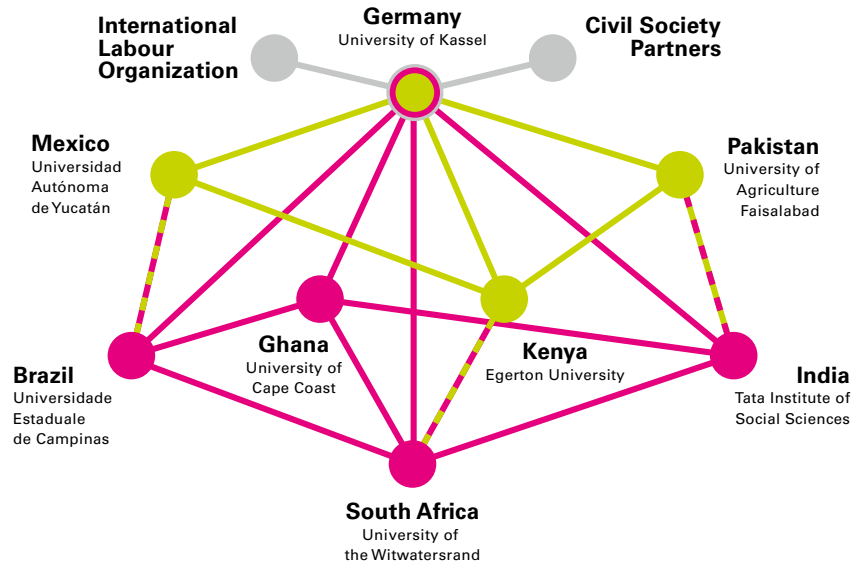 International
Labour
Organization
Germany
University of Kassel
Civil Society
Partners
Mexico
Universidad
Autónoma
de Yucatán
Pakistan
University of
Agriculture
Faisalabad
Ghana
University of
Cape Coast
Kenya
Egerton University
Brazil
Universidade
Estaduale
de Campinas
India
Tata Institute of
Social Sciences
South Africa
University of
the Witwatersrand